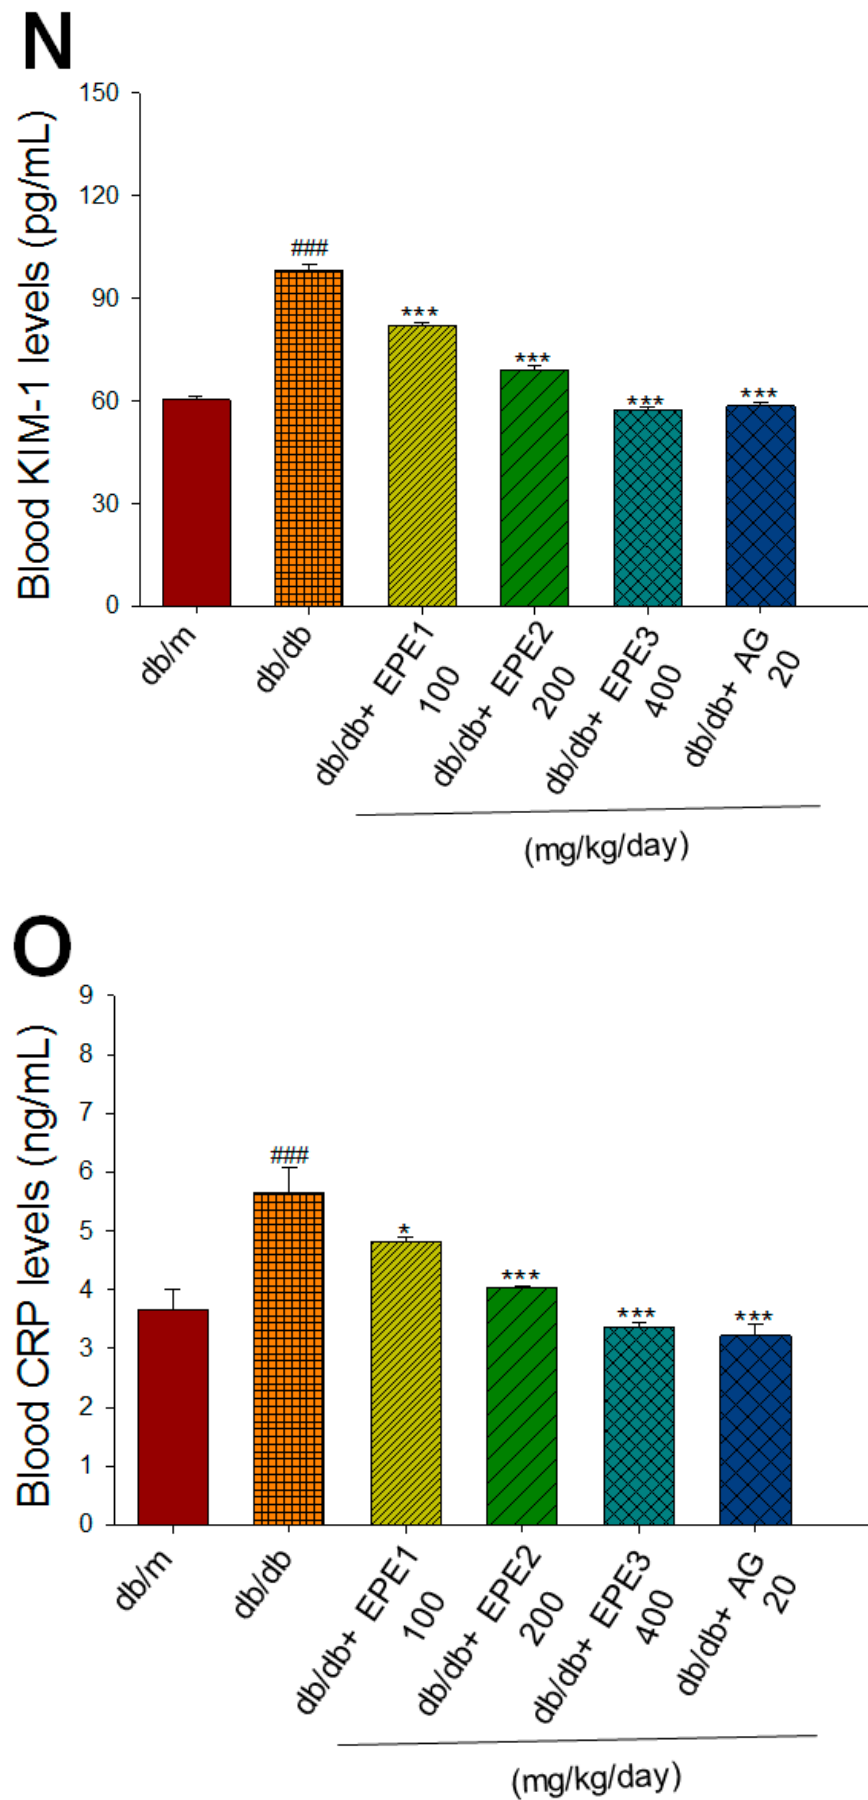 N
Blood KIM-1 levels (pg/mL)
150
120
90
60
30
0
###
***
***
***
***
db/m
db/db
db/db+ EPE1
100
db/db+ EPE2
200
db/db+ EPE3
400
db/db+ AG
20
(mg/kg/day)
O
Blood CRP levels (ng/mL)
9
8
7
6
5
4
3
2
1
0
###
*
***
***
***
db/m
db/db
db/db+ EPE1
100
db/db+ EPE2
200
db/db+ EPE3
400
db/db+ AG
20
(mg/kg/day)